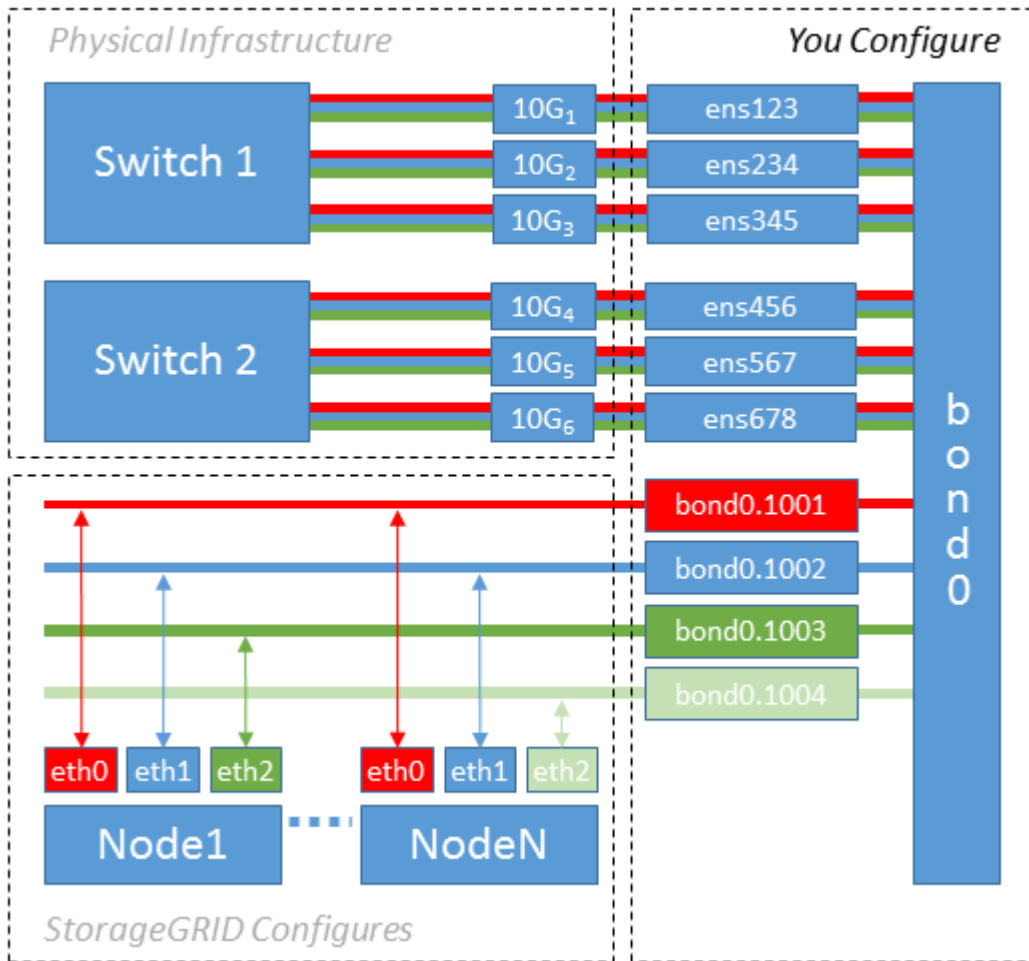 Physical Infrastructure
You Configure
Switch 1
10G₁
ens123
10G₂
ens234
10G₃
ens345
Switch 2
10G₄
ens456
10G₅
ens567
10G₆
ens678
bond0
bond0.1001
bond0.1002
bond0.1003
bond0.1004
eth0
eth1
eth2
eth0
eth1
eth2
Node1
NodeN
StorageGRID Configures